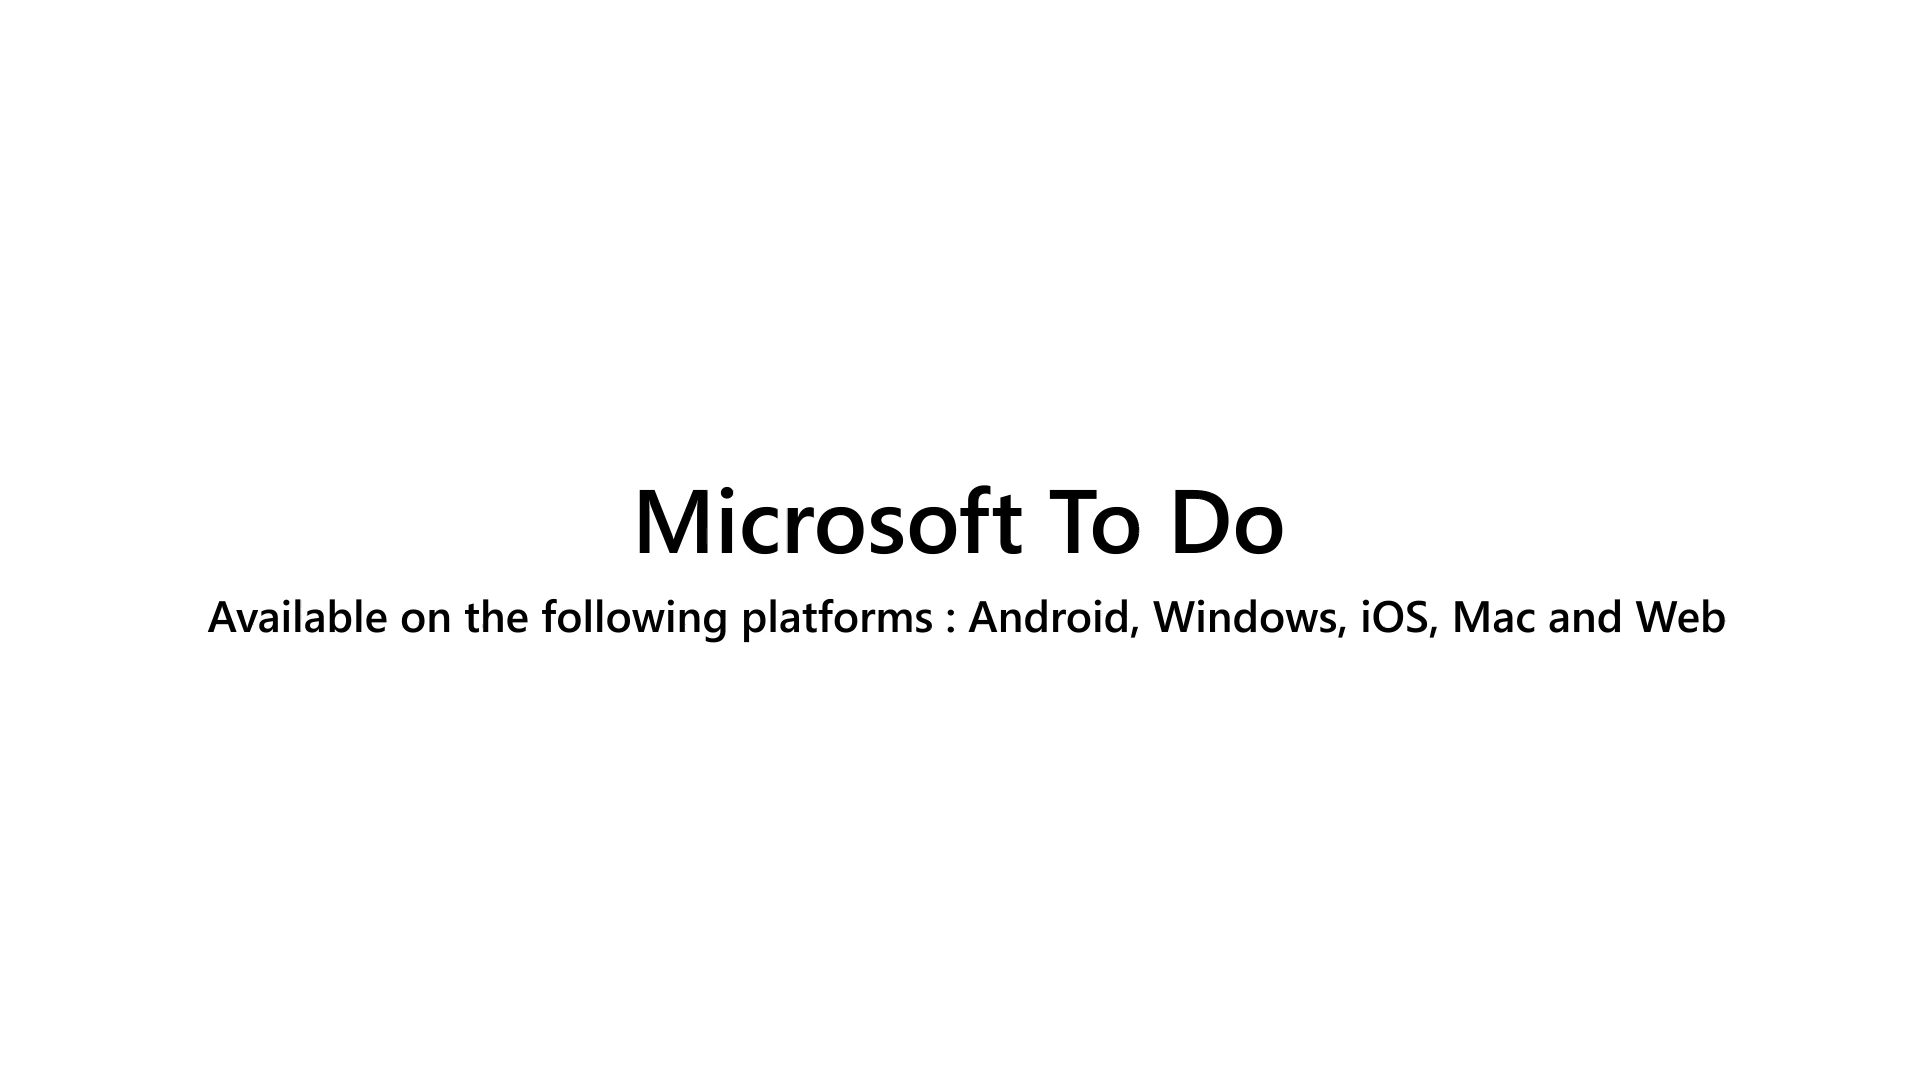 Microsoft To Do
Available on the following platforms : Android, Windows, iOS, Mac and Web